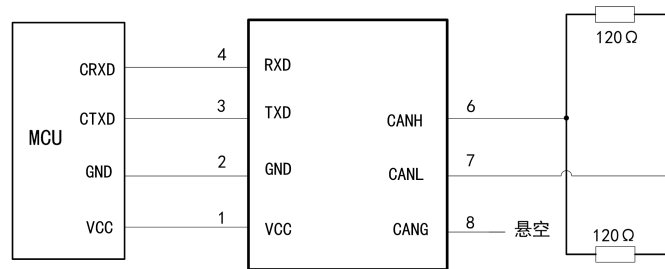 120Ω
4
CRXD
RXD
3
CTXD
TXD
6
CANH
MCU
2
7
GND
GND
CANL
1
8
VCC
VCC
CANG
悬空
120Ω